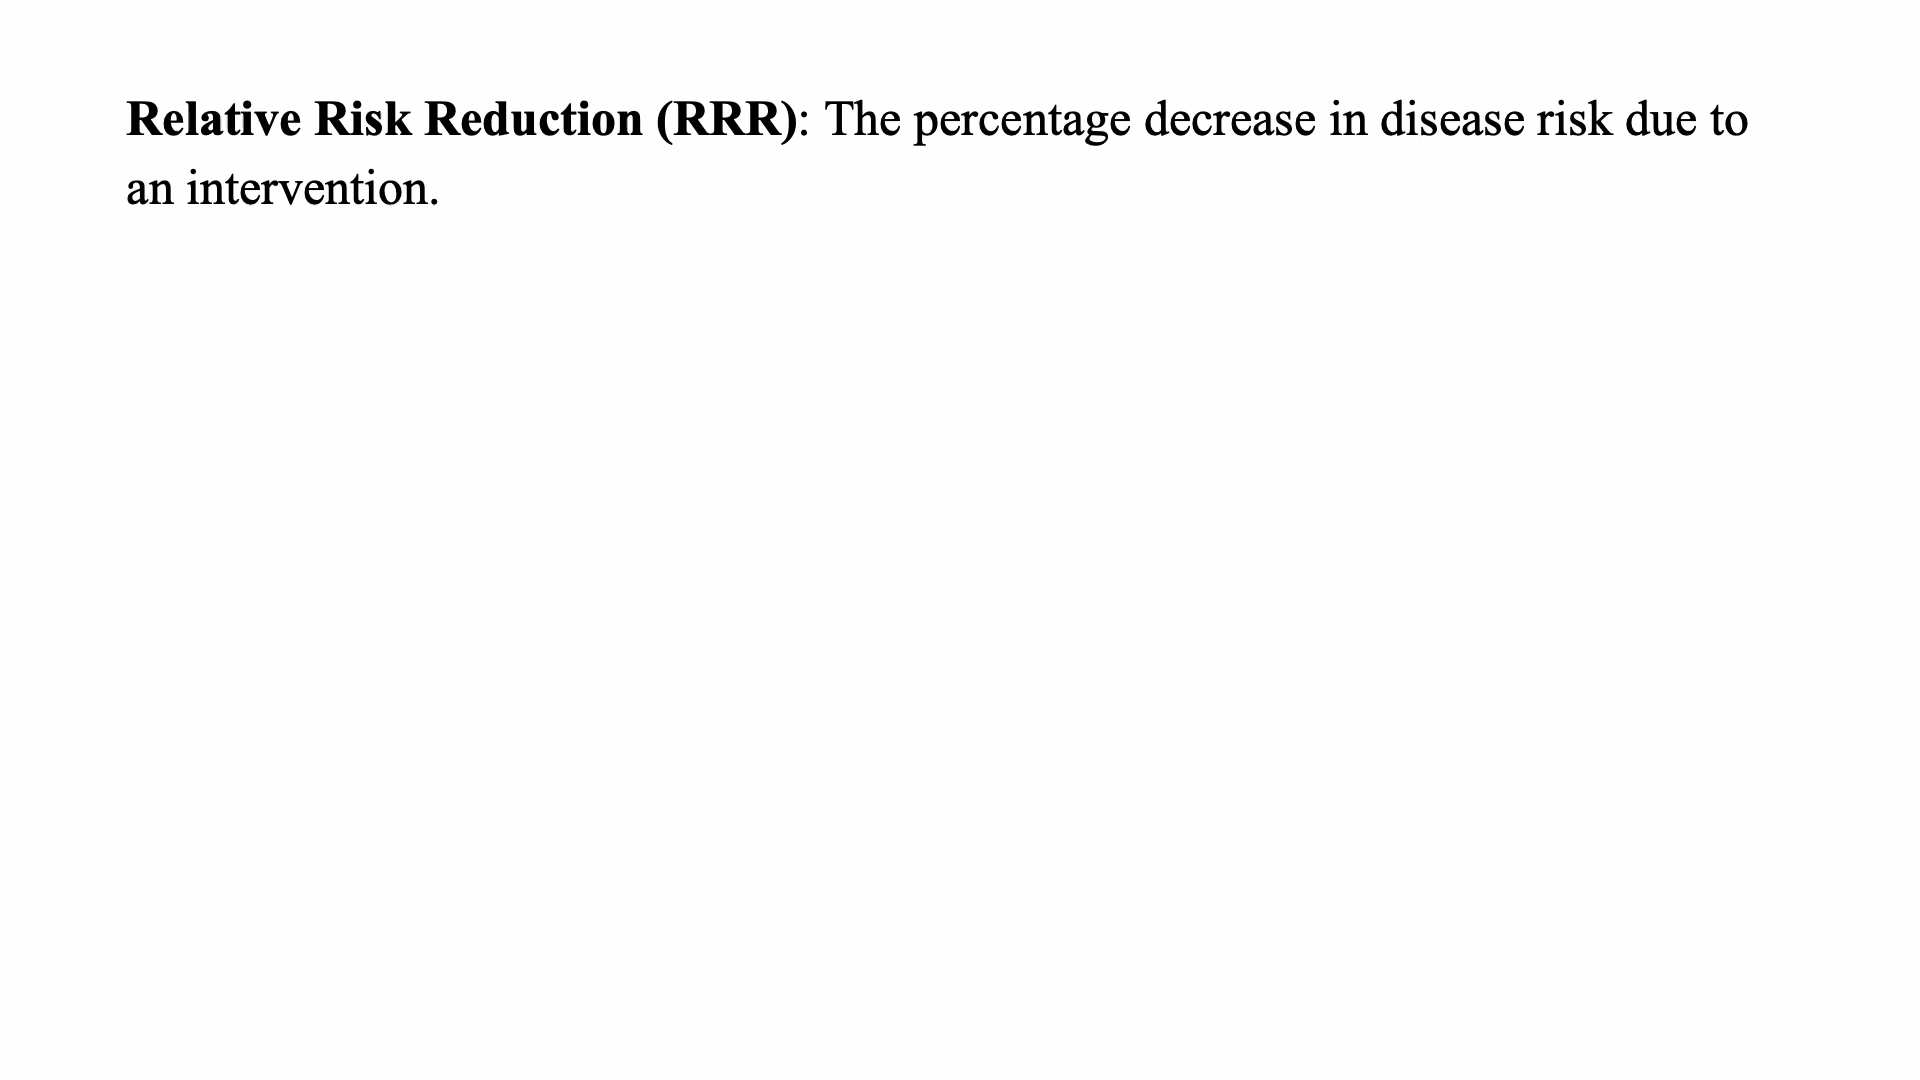 Relative Risk Reduction (RRR): The percentage decrease in disease risk due to
an intervention.